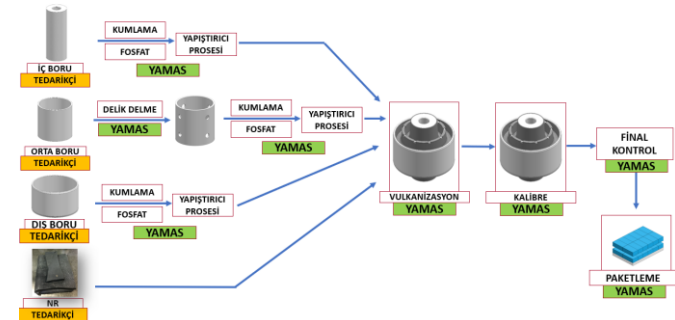 KUMLAMA
FOSFAT
YAPIŞTIRICI
PROSESİ
YAMAS
İÇ BORU
TEDARİKÇİ
DELİK DELME
YAMAS
KUMLAMA
FOSFAT
YAPIŞTIRICI
PROSESİ
YAMAS
ORTA BORU
TEDARİKÇİ
KUMLAMA
FOSFAT
YAPIŞTIRICI
PROSESİ
YAMAS
DIŞ BORU
TEDARİKÇİ
NR
TEDARİKÇİ
VULKANİZASYON
YAMAS
KALİBRE
YAMAS
FİNAL
KONTROL
YAMAS
PAKETLEME
YAMAS